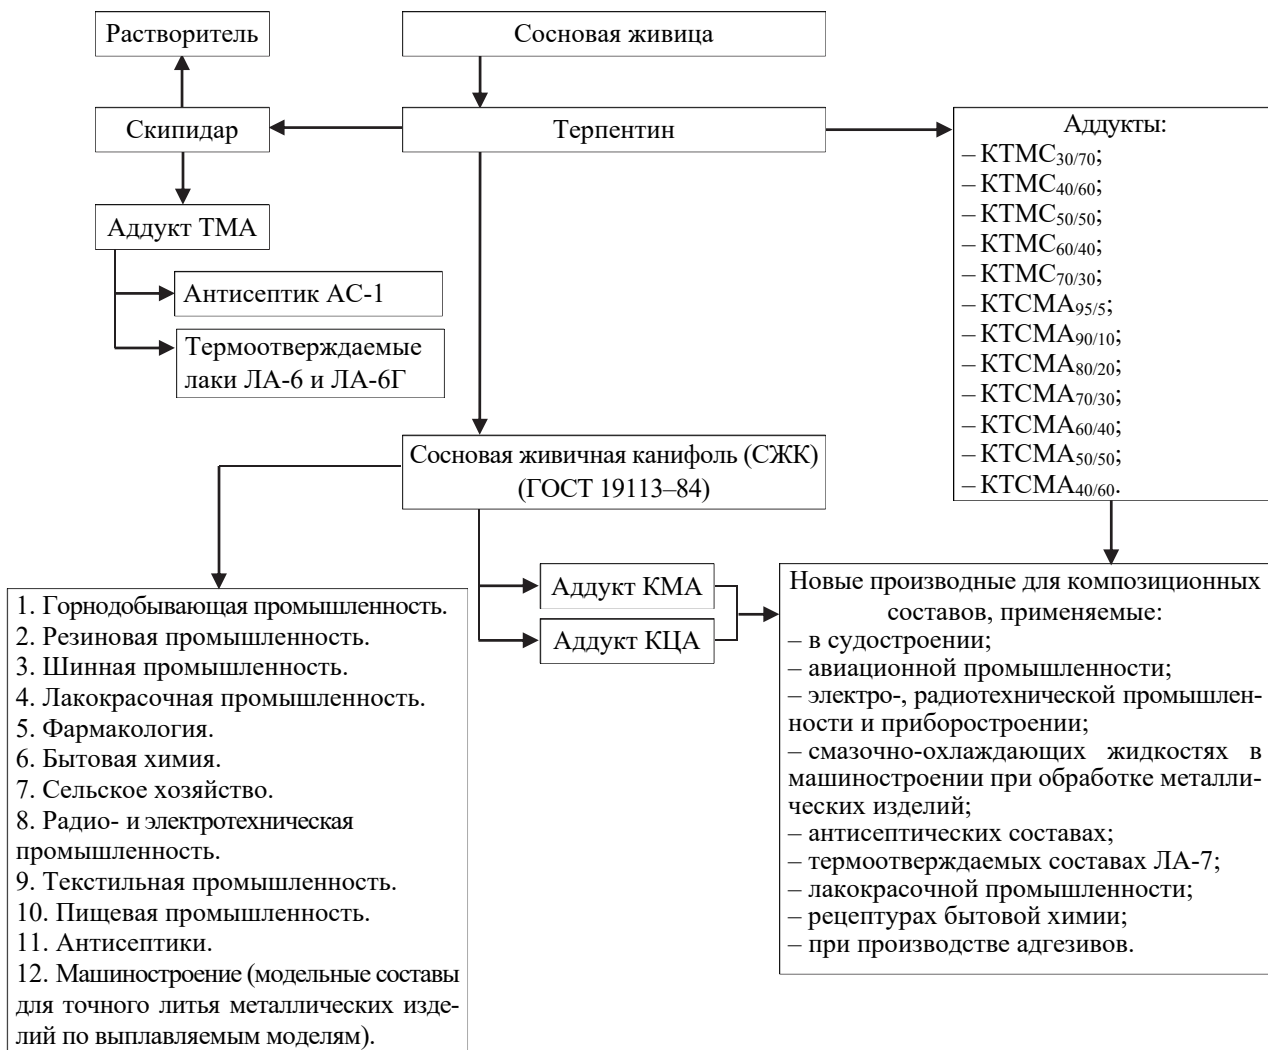 Растворитель
Сосновая живица
Скипидар
Терпентин
Аддукты:
– КТМС30/70;
– КТМС40/60;
– КТМС50/50;
– КТМС60/40;
– КТМС70/30;
– КТСМА95/5;
– КТСМА90/10;
– КТСМА80/20;
– КТСМА70/30;
– КТСМА60/40;
– КТСМА50/50;
– КТСМА40/60.
Аддукт ТМА
Антисептик АС-1
Термоотверждаемые
лаки ЛА-6 и ЛА-6Г
Сосновая живичная канифоль (СЖК)
(ГОСТ 19113–84)
Аддукт КМА
Аддукт КЦА
1. Горнодобывающая промышленность.
2. Резиновая промышленность.
3. Шинная промышленность.
4. Лакокрасочная промышленность.
5. Фармакология.
6. Бытовая химия.
7. Сельское хозяйство.
8. Радио- и электротехническая
промышленность.
9. Текстильная промышленность.
10. Пищевая промышленность.
11. Антисептики.
12. Машиностроение (модельные составы
для точного литья металлических изде-
лий по выплавляемым моделям).
Новые производные для композиционных
составов, применяемые:
– в судостроении;
– авиационной промышленности;
– электро-, радиотехнической промышлен-
ности и приборостроении;
– смазочно-охлаждающих жидкостях в
машиностроении при обработке металли-
ческих изделий;
– антисептических составах;
– термоотверждаемых составах ЛА-7;
– лакокрасочной промышленности;
– рецептурах бытовой химии;
– при производстве адгезивов.